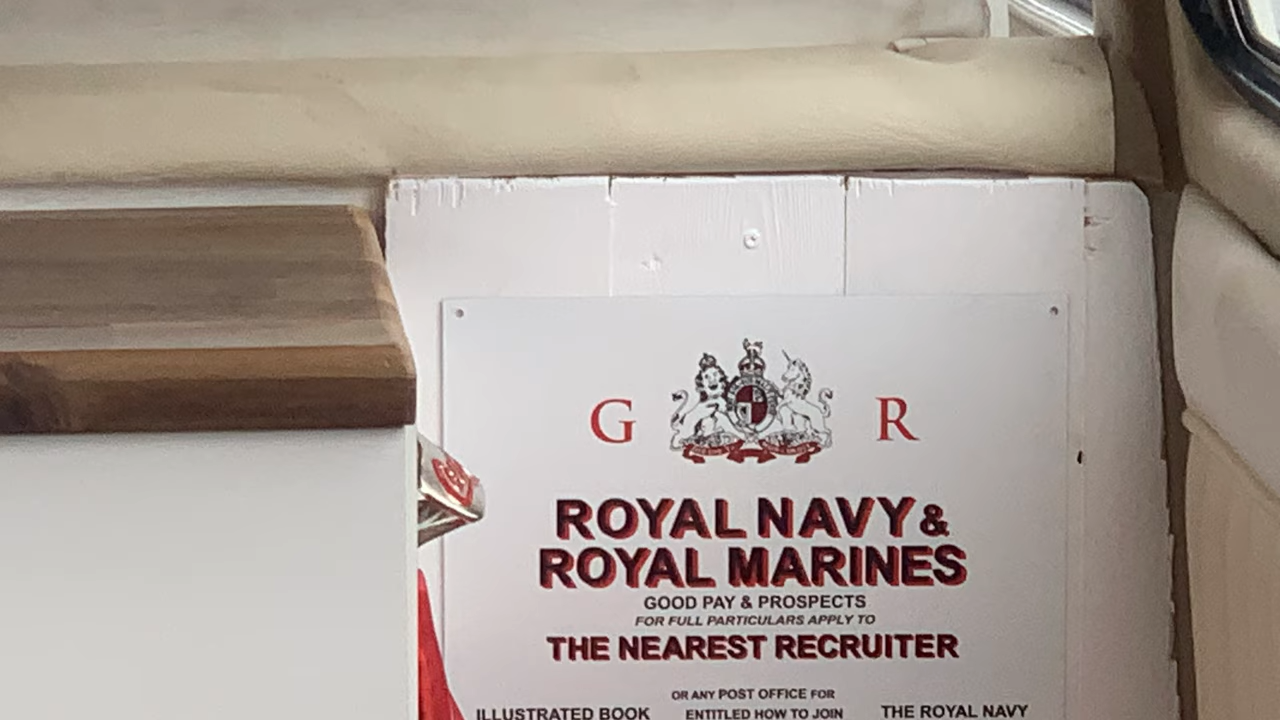 G R
ROYAL NAVY &
ROYAL MARINES
GOOD PAY & PROSPECTS
FOR FULL PARTICULARS APPLY TO
THE NEAREST RECRUITER
OR ANY POST OFFICE FOR
ILLUSTRATED BOOK ENTITLED HOW TO JOIN THE ROYAL NAVY